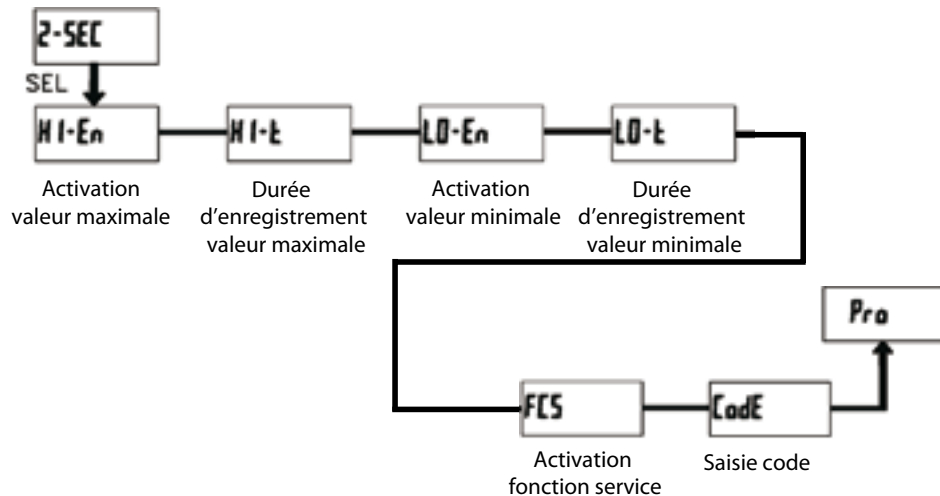 2-SEC
SEL
HI-En
HI-t
LO-En
LO-t
Activation
valeur maximale
Durée
d'enregistrement
valeur maximale
Activation
valeur minimale
Durée
d'enregistrement
valeur minimale
Pro
FCS
CodE
Activation
fonction service
Saisie code